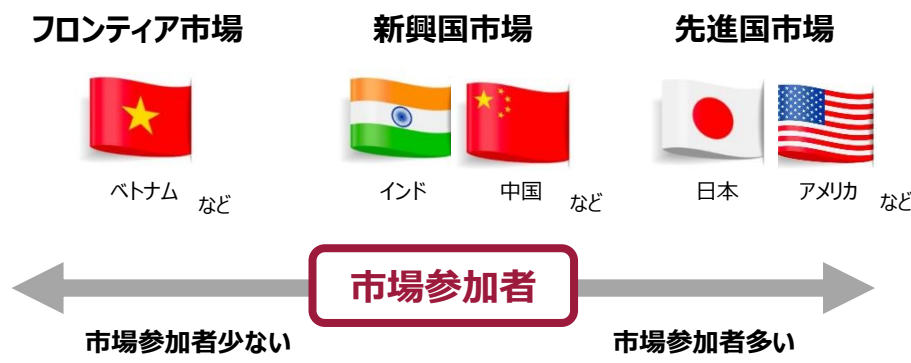 フロンティア市場
新興国市場
先進国市場
ベトナム
など
インド
中国
など
日本
アメリカ
など
市場参加者
市場参加者少ない
市場参加者多い